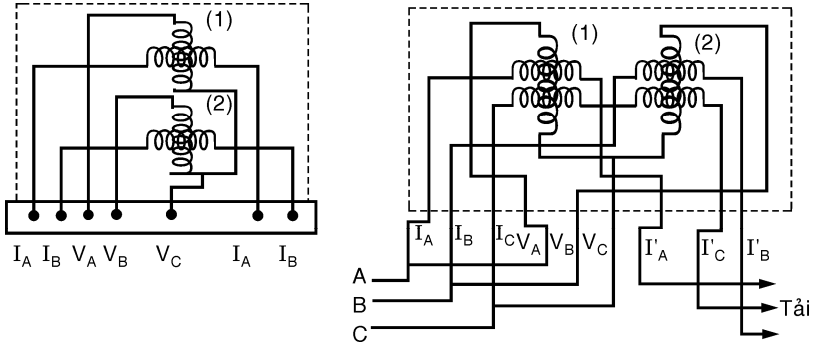 (1)
(2)
I_A I_B V_A V_B V_C I_A I_B
(1)
(2)
I_A I_B I_C V_A V_B V_C I'_A I'_C I'_B
A
B
C
Tải